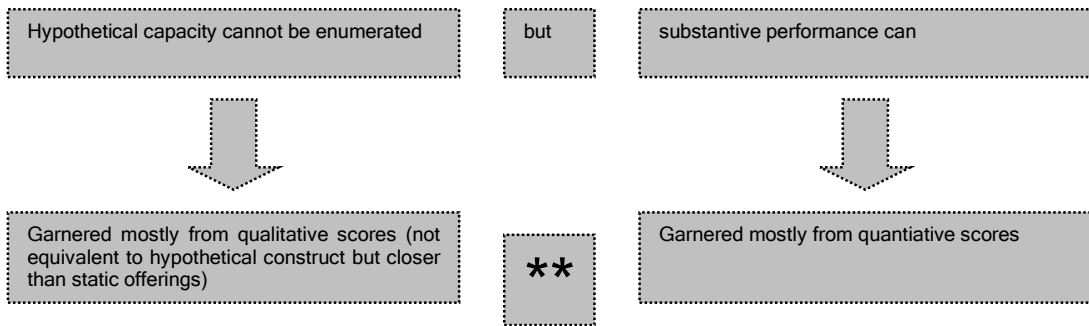 Hypothetical capacity cannot be enumerated
but
substantive performance can
Garnered mostly from qualitative scores (not
equivalent to hypothetical construct but closer
than static offerings)
**
Garnered mostly from quantiative scores